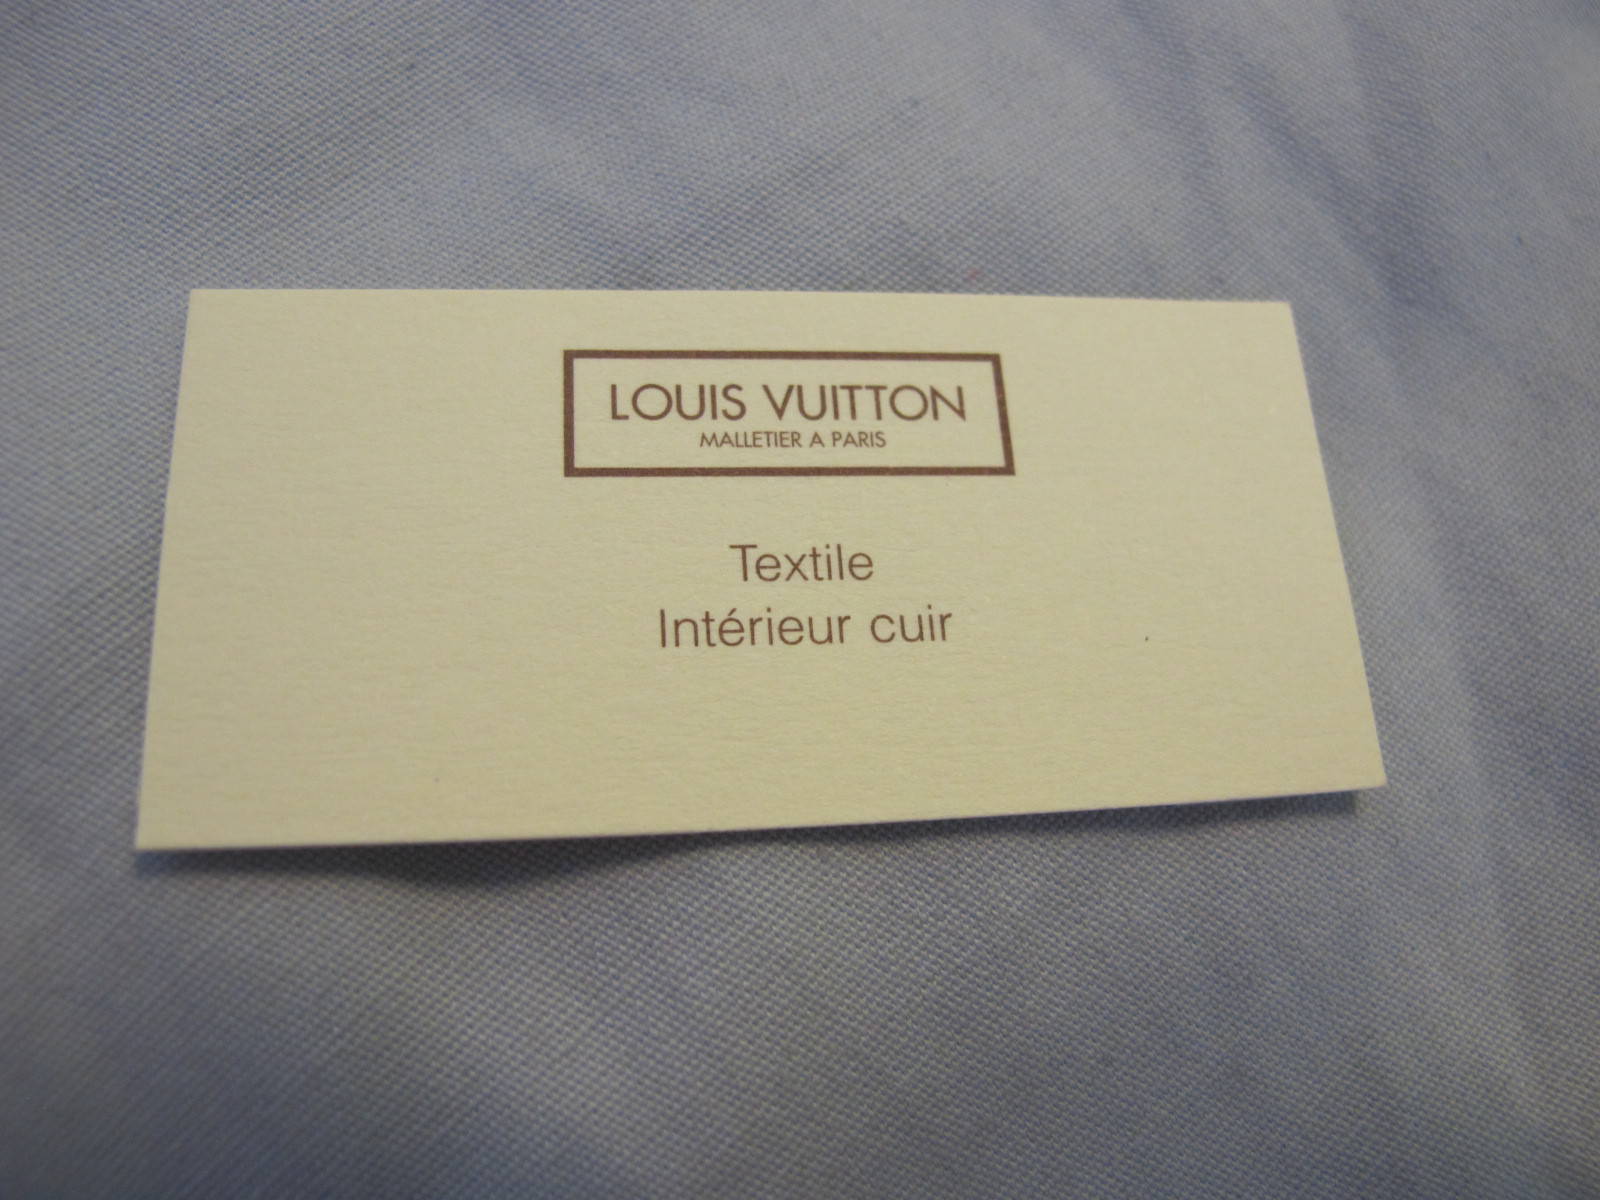 LOUIS VUITTON
MALLETIER A PARIS
Textile
Intérieur cuir